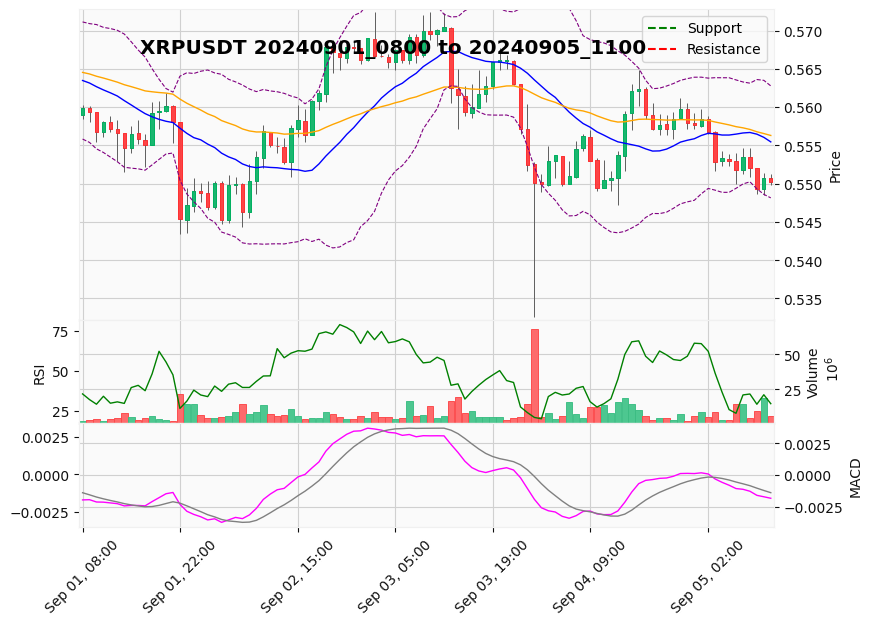 XRPUSDT 20240901_0800 to 20240905_1100
Support
Resistance
0.570
0.565
0.560
0.555
0.550
0.545
0.540
0.535
Price
75
50
25
RSI
50
25
Volume
10^6
0.0025
0.0000
−0.0025
0.0025
0.0000
−0.0025
MACD
Sep 01, 08:00
Sep 01, 22:00
Sep 02, 15:00
Sep 03, 05:00
Sep 03, 19:00
Sep 04, 09:00
Sep 05, 02:00